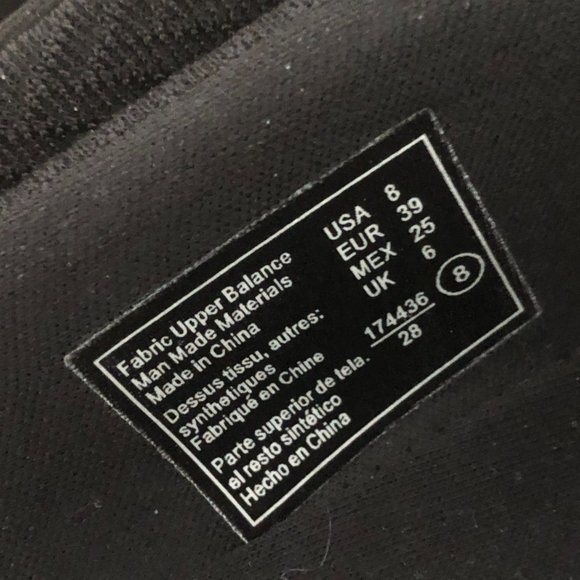 Fabric Upper Balance
Man Made Materials
Made in China
Dessus tissu, autres:
synthetiques
Fabriqué en Chine
Parte superior de tela.
el resto sintético
Hecho en China
USA 8
EUR 39
MEX 25
UK 6
8
174436
28